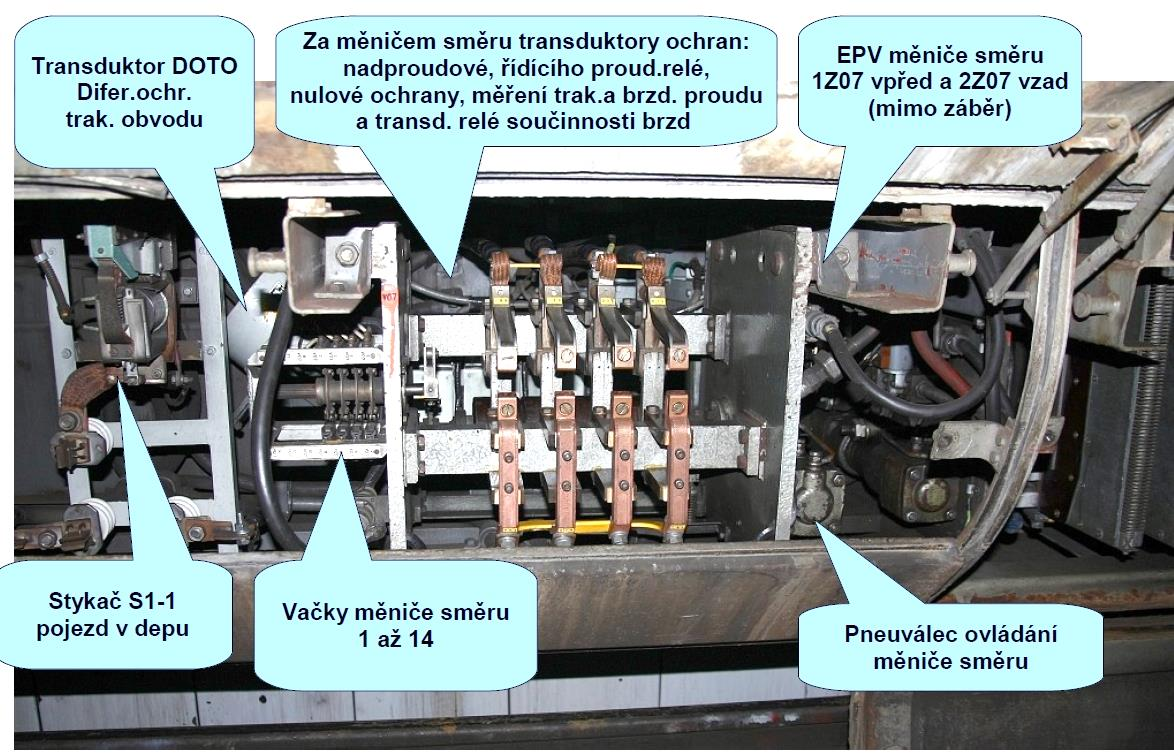 Transduktor DOTO
Difer.ochr.
trak. obvodu
Za měničem směru transduktory ochran:
nadproudové, řídícího proud.relé,
nulové ochrany, měření trak.a brzd. proudu
a transd. relé součinnosti brzd
EPV měniče směru
1Z07 vpřed a 2Z07 vzad
(mimo záběr)
Stykač S1-1
pojezd v depu
Vačky měniče směru
1 až 14
Pneuválec ovládání
měniče směru